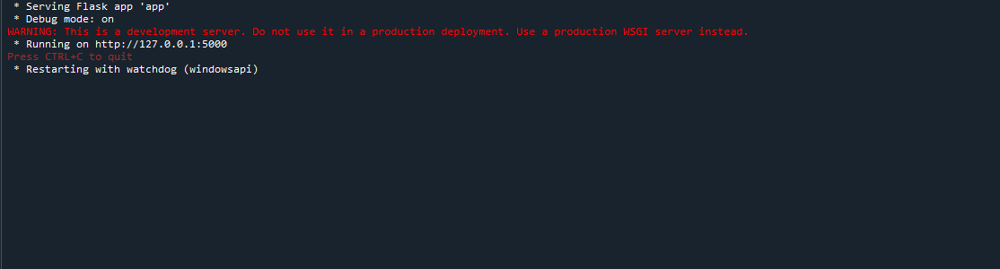 * Serving Flask app 'app'
* Debug mode: on
WARNING: This is a development server. Do not use it in a production deployment. Use a production WSGI server instead.
* Running on http://127.0.0.1:5000
Press CTRL+C to quit
* Restarting with watchdog (windowsapi)